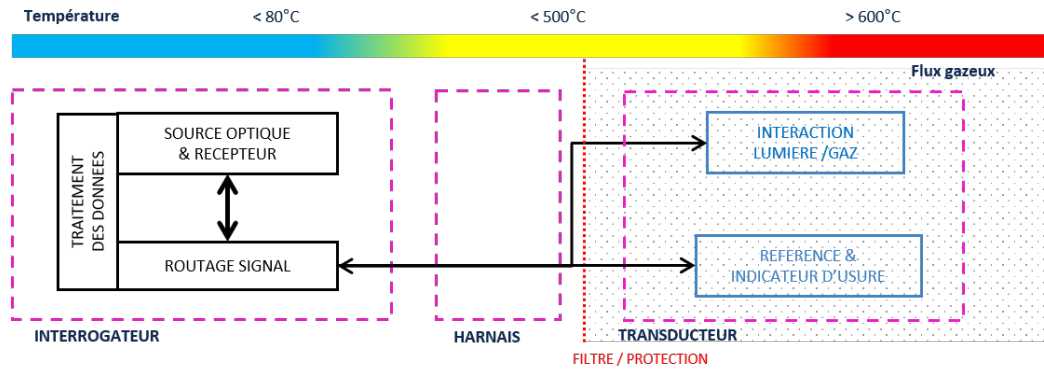 Température
< 80°C
< 500°C
> 600°C
Flux gazeux
TRAITEMENT
DES DONNEES
SOURCE OPTIQUE
& RECEPTEUR
ROUTAGE SIGNAL
INTERACTION
LUMIERE /GAZ
REFERENCE &
INDICATEUR D'USURE
INTERROGATEUR
HARNAIS
TRANSDUCTEUR
FILTRE / PROTECTION